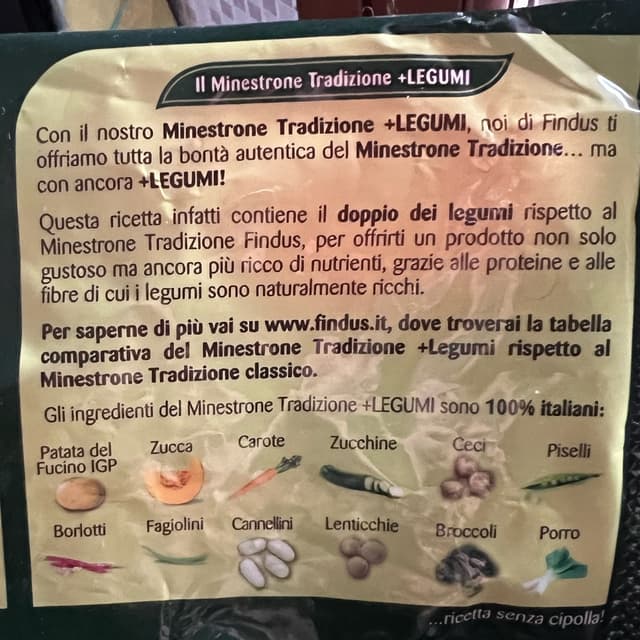 Il Minestrone Tradizione +LEGUMI
Con il nostro Minestrone Tradizione +LEGUMI, noi di Findus ti
offriamo tutta la bontà autentica del Minestrone Tradizione... ma
con ancora +LEGUMI!
Questa ricetta infatti contiene il doppio dei legumi rispetto al
Minestrone Tradizione Findus, per offrirti un prodotto non solo
gustoso ma ancora più ricco di nutrienti, grazie alle proteine e alle
fibre di cui i legumi sono naturalmente ricchi.
Per saperne di più vai su www.findus.it, dove troverai la tabella
comparativa del Minestrone Tradizione +Legumi rispetto al
Minestrone Tradizione classico.
Gli ingredienti del Minestrone Tradizione +LEGUMI sono 100% italiani:
Patata del
Fucino IGP
Zucca
Carote
Zucchine
Ceci
Piselli
Borlotti
Fagiolini
Cannellini
Lenticchie
Broccoli
Porro
...ricetta senza cipolla!